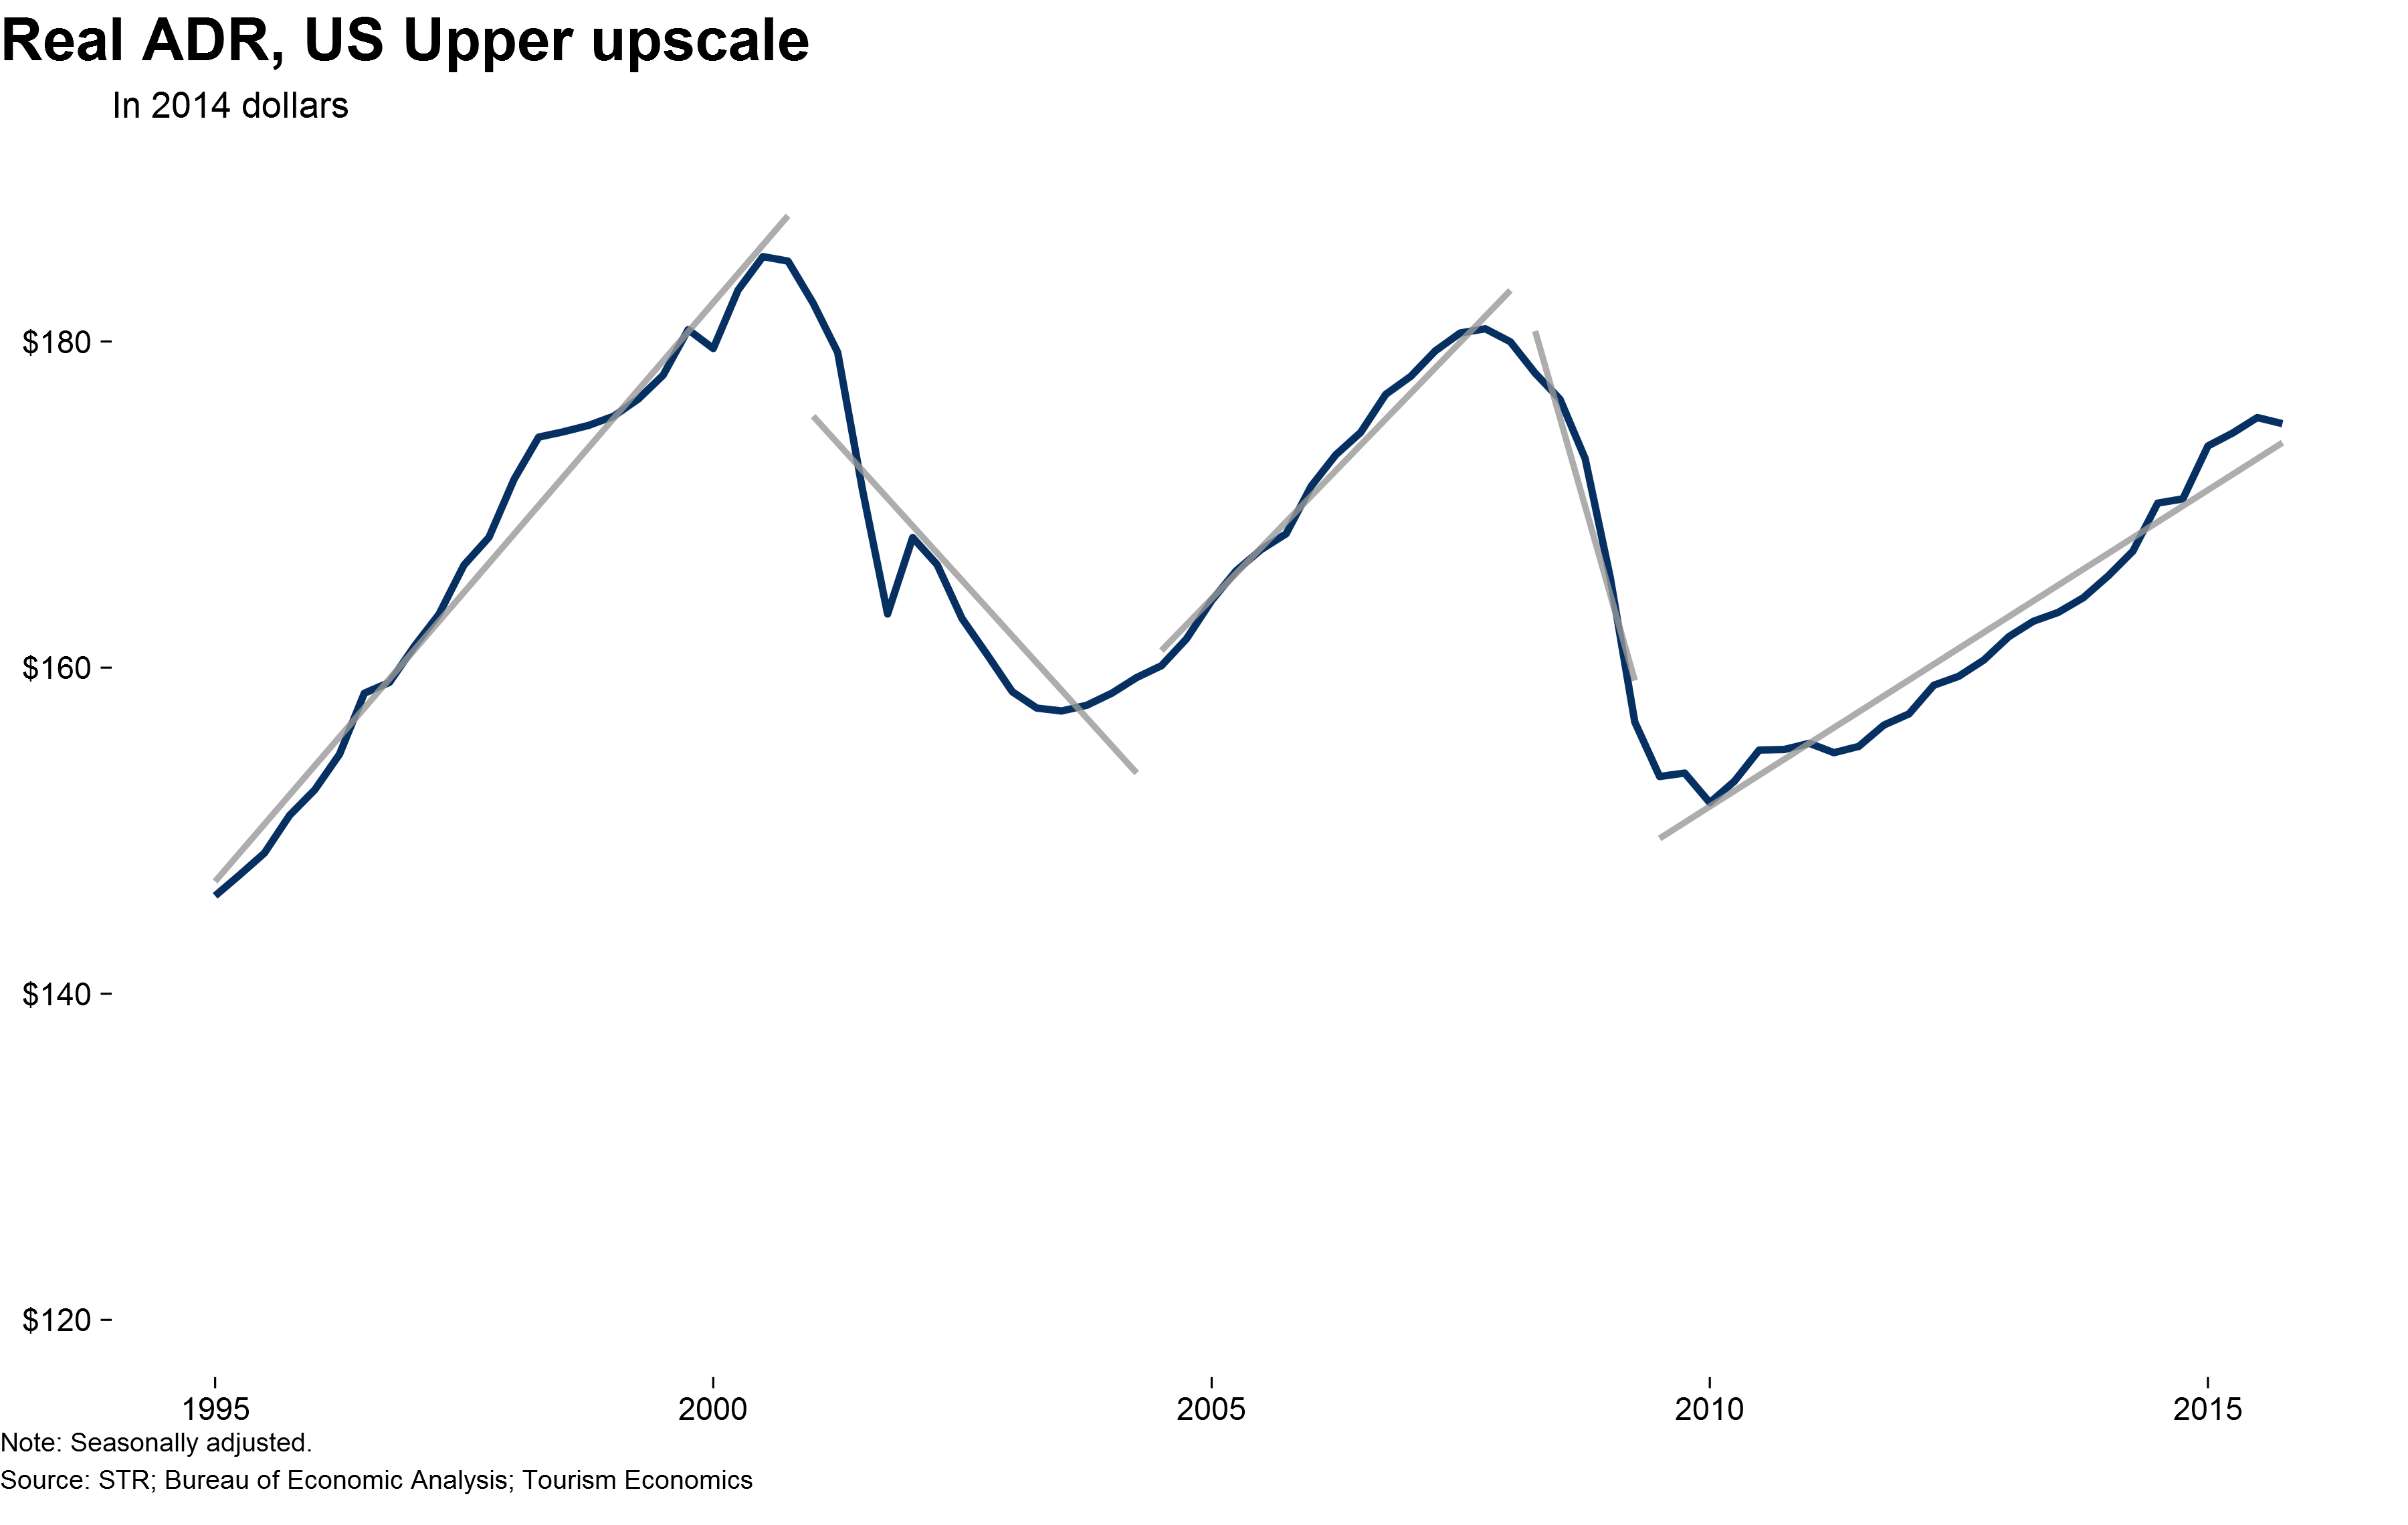 Real ADR, US Upper upscale
In 2014 dollars
$180
$160
$140
$120
1995 2000 2005 2010 2015
Note: Seasonally adjusted.
Source: STR; Bureau of Economic Analysis; Tourism Economics